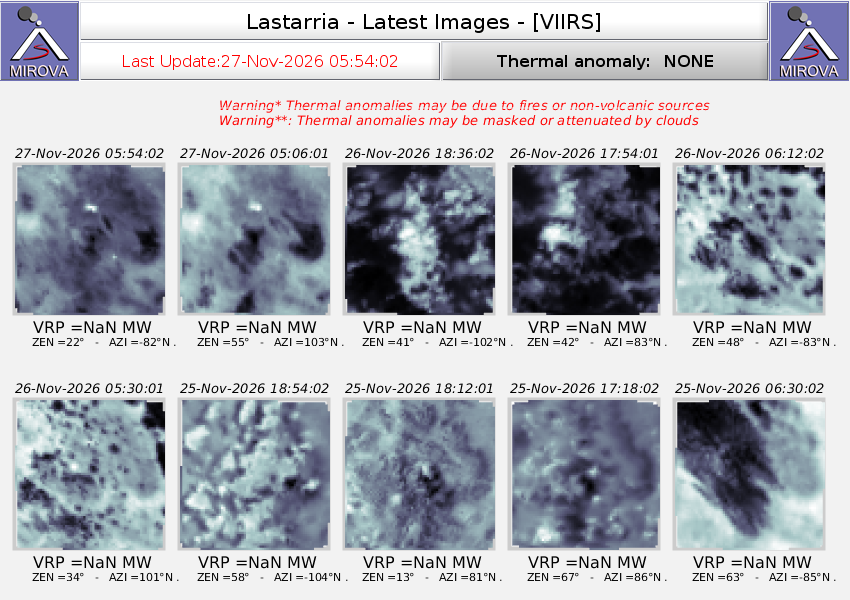 Lastarria - Latest Images - [VIIRS]
MIROVA
Last Update:27-Nov-2026 05:54:02
Thermal anomaly: NONE
MIROVA
Warning* Thermal anomalies may be due to fires or non-volcanic sources
Warning**: Thermal anomalies may be masked or attenuated by clouds
27-Nov-2026 05:54:02 27-Nov-2026 05:06:01 26-Nov-2026 18:36:02 26-Nov-2026 17:54:01 26-Nov-2026 06:12:02
VRP =NaN MW VRP =NaN MW VRP =NaN MW VRP =NaN MW VRP =NaN MW
ZEN =22° - AZI =-82°N . ZEN =55° - AZI =103°N . ZEN =41° - AZI =-102°N . ZEN =42° - AZI =83°N . ZEN =48° - AZI =-83°N .
26-Nov-2026 05:30:01 25-Nov-2026 18:54:02 25-Nov-2026 18:12:01 25-Nov-2026 17:18:02 25-Nov-2026 06:30:02
VRP =NaN MW VRP =NaN MW VRP =NaN MW VRP =NaN MW VRP =NaN MW
ZEN =34° - AZI =101°N . ZEN =58° - AZI =-104°N . ZEN =13° - AZI =81°N . ZEN =67° - AZI =86°N . ZEN =63° - AZI =-85°N .